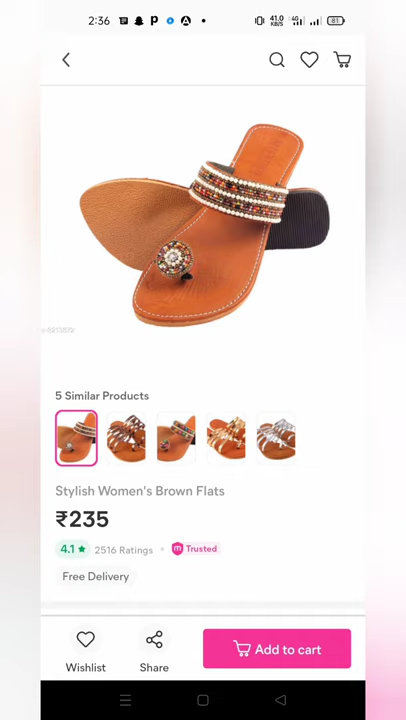 2:36
41.0
KB/S
4G
81
5 Similar Products
Stylish Women's Brown Flats
₹235
4.1 ★ 2516 Ratings • m Trusted
Free Delivery
Wishlist
Share
Add to cart